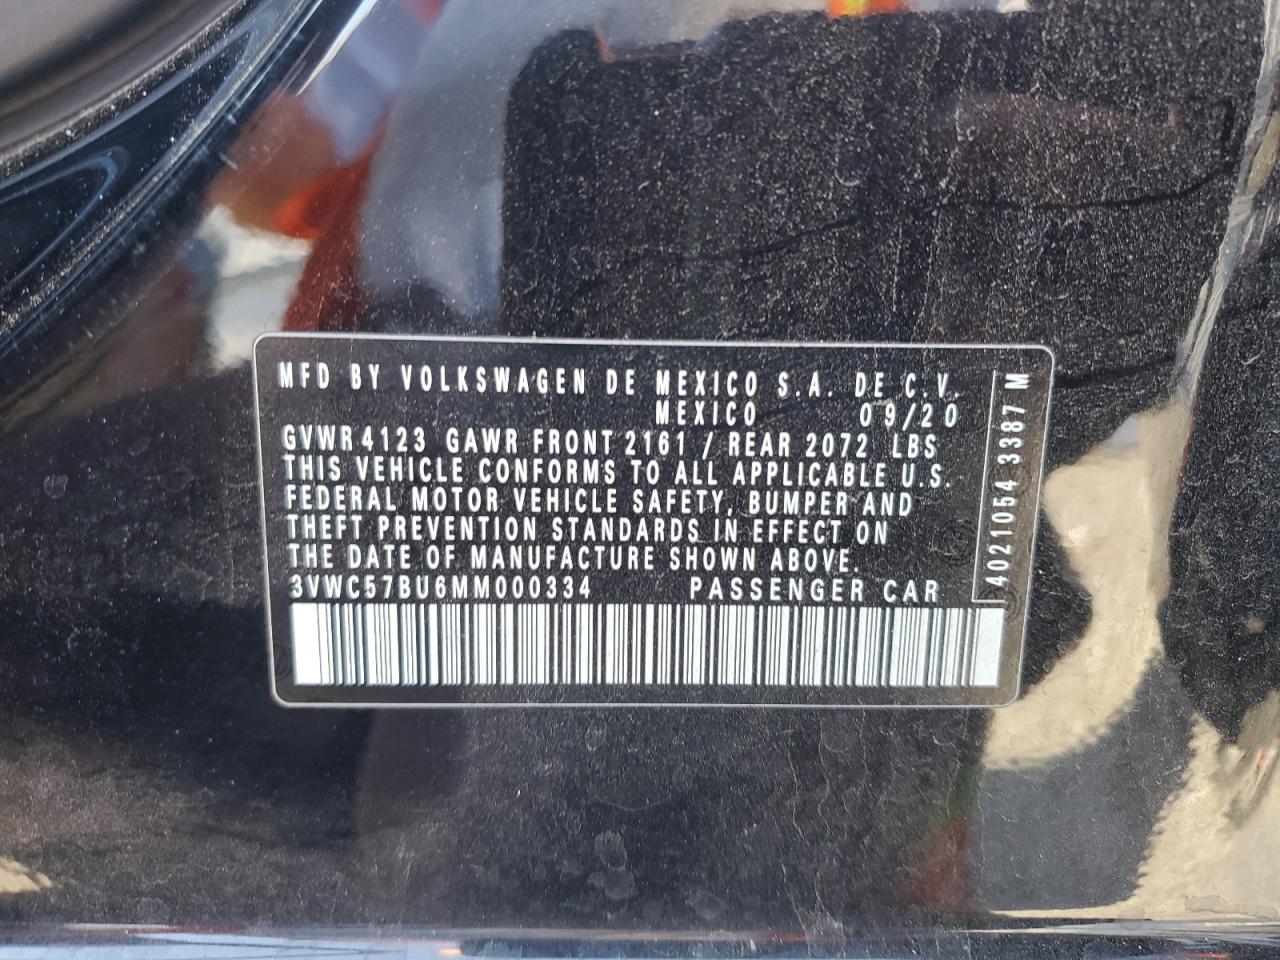 MFD BY VOLKSWAGEN DE MEXICO S.A. DE C.V.
MEXICO 09/20
GVWR 4123 GAWR FRONT 2161 / REAR 2072 LBS
THIS VEHICLE CONFORMS TO ALL APPLICABLE U.S.
FEDERAL MOTOR VEHICLE SAFETY, BUMPER AND
THEFT PREVENTION STANDARDS IN EFFECT ON
THE DATE OF MANUFACTURE SHOWN ABOVE.
3VWC57BU6MM000334 PASSENGER CAR
4021054 3387 M